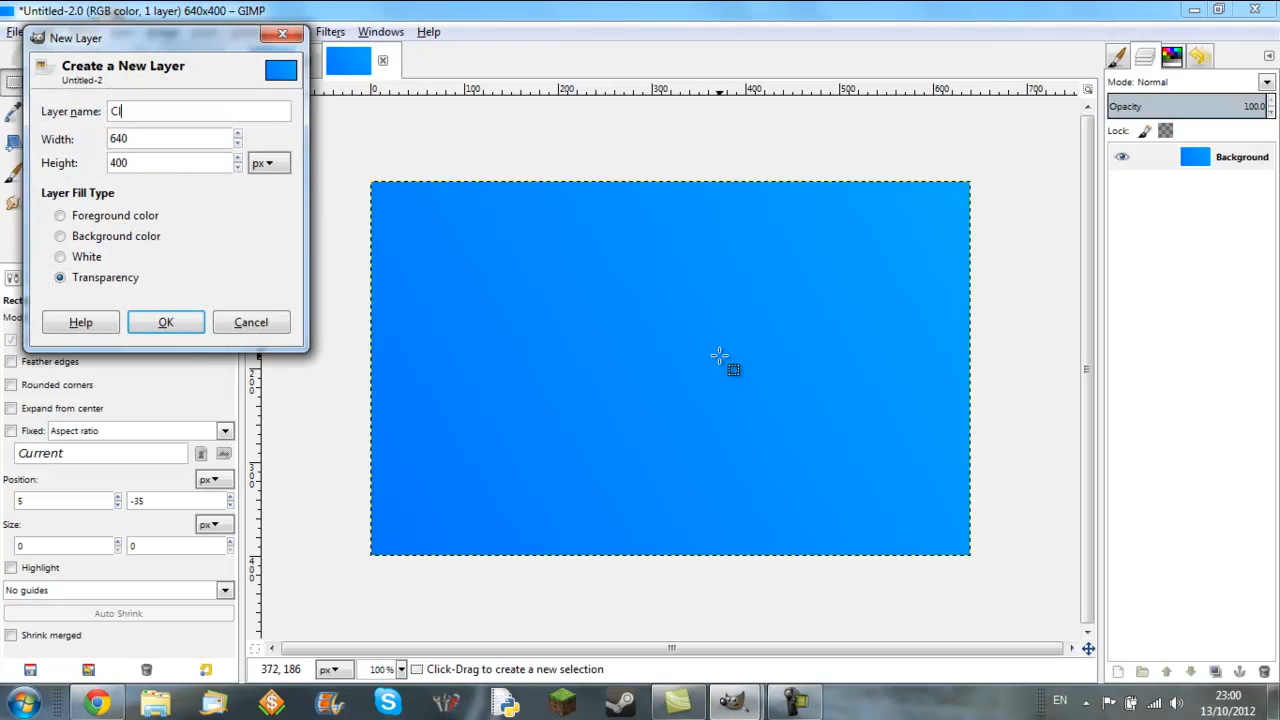 *Untitled-2.0 (RGB color, 1 layer) 640x400 – GIMP
Filters Windows Help
New Layer
Create a New Layer
Untitled-2
Layer name: Cl
Width: 640
Height: 400 px
Layer Fill Type
Foreground color
Background color
White
Transparency
Help OK Cancel
Feather edges
Rounded corners
Expand from center
Fixed: Aspect ratio
Current
Position: px
5 -35
Size: px
0 0
Highlight
No guides
Auto Shrink
Shrink merged
0 100 200 300 400 500 600 700
200
300
400
372, 186 px 100 % Click-Drag to create a new selection
Mode: Normal
Opacity 100.0
Lock:
Background
EN
23:00
13/10/2012